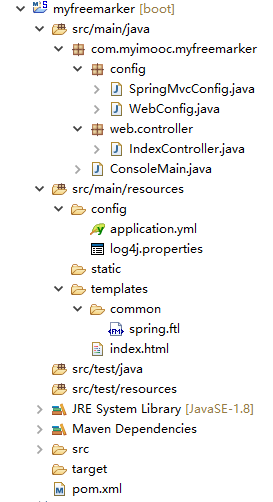 myfreemarker [boot]
src/main/java
com.myimooc.myfreemarker
config
SpringMvcConfig.java
WebConfig.java
web.controller
IndexController.java
ConsoleMain.java
src/main/resources
config
application.yml
log4j.properties
static
templates
common
spring.ftl
index.html
src/test/java
src/test/resources
JRE System Library [JavaSE-1.8]
Maven Dependencies
src
target
pom.xml